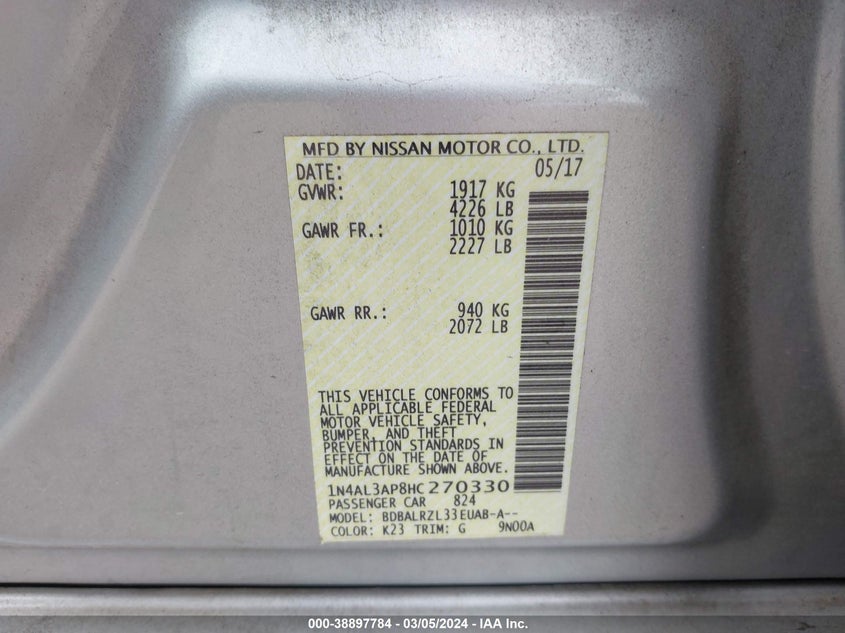 MFD BY NISSAN MOTOR CO., LTD.
DATE: 05/17
GVWR: 1917 KG
4226 LB
GAWR FR.: 1010 KG
2227 LB
GAWR RR.: 940 KG
2072 LB
THIS VEHICLE CONFORMS TO
ALL APPLICABLE FEDERAL
MOTOR VEHICLE SAFETY,
BUMPER, AND THEFT
PREVENTION STANDARDS IN
EFFECT ON THE DATE OF
MANUFACTURE SHOWN ABOVE.
1N4AL3AP8HC270330
PASSENGER CAR 824
MODEL: BDBALRZL33EUAB-A--
COLOR: K23 TRIM: G 9N00A
000-38897784 - 03/05/2024 - IAA Inc.